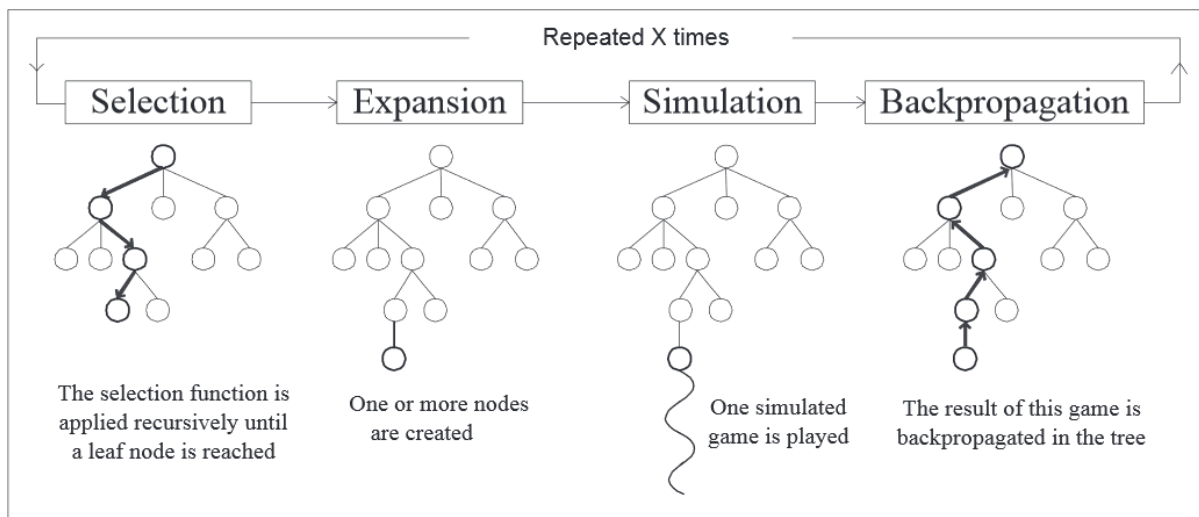 Repeated X times
Selection
Expansion
Simulation
Backpropagation
The selection function is
applied recursively until
a leaf node is reached
One or more nodes
are created
One simulated
game is played
The result of this game is
backpropagated in the tree